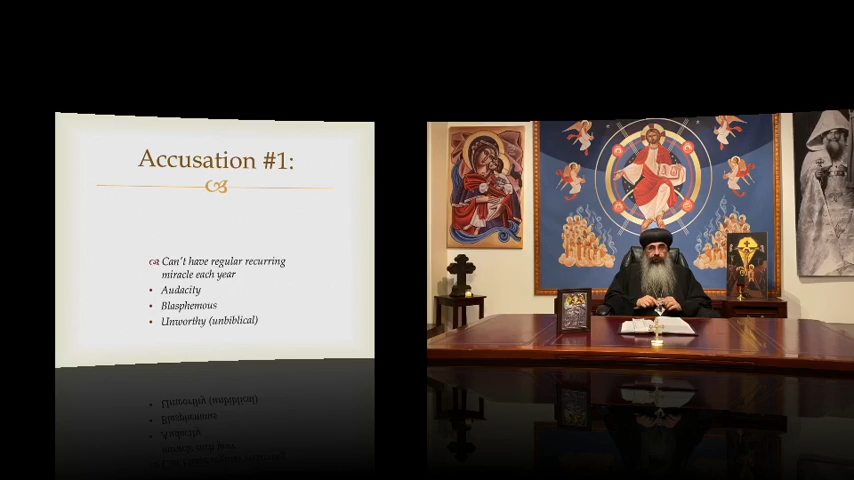 Accusation #1:
Can't have regular recurring
miracle each year
• Audacity
• Blasphemous
• Unworthy (unbiblical)